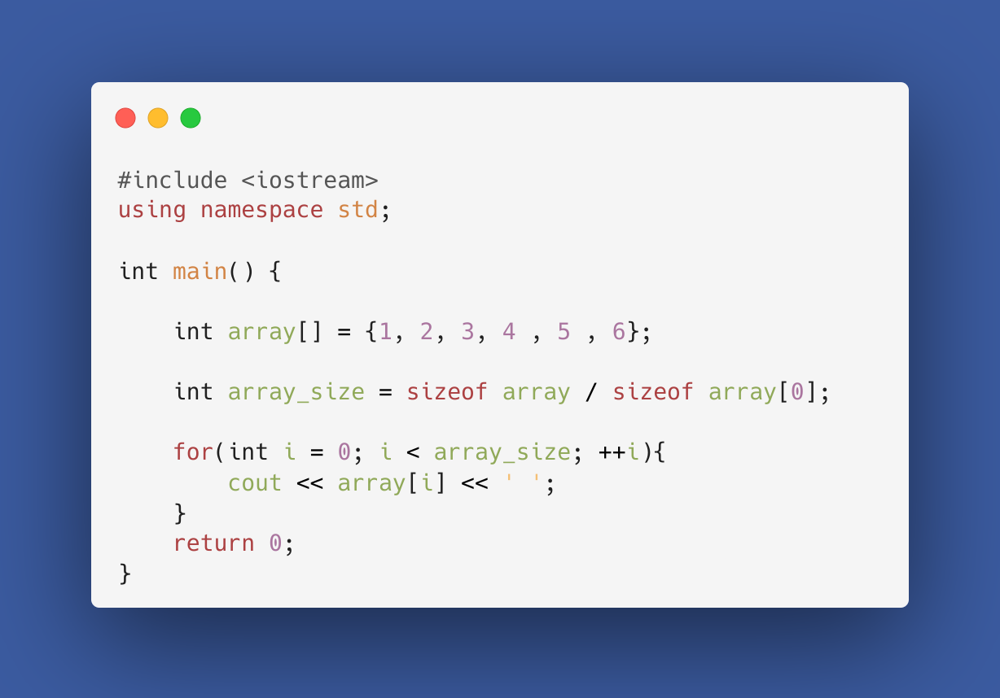 #include <iostream>
using namespace std;
int main() {
int array[] = {1, 2, 3, 4 , 5 , 6};
int array_size = sizeof array / sizeof array[0];
for(int i = 0; i < array_size; ++i){
cout << array[i] << ' ';
}
return 0;
}